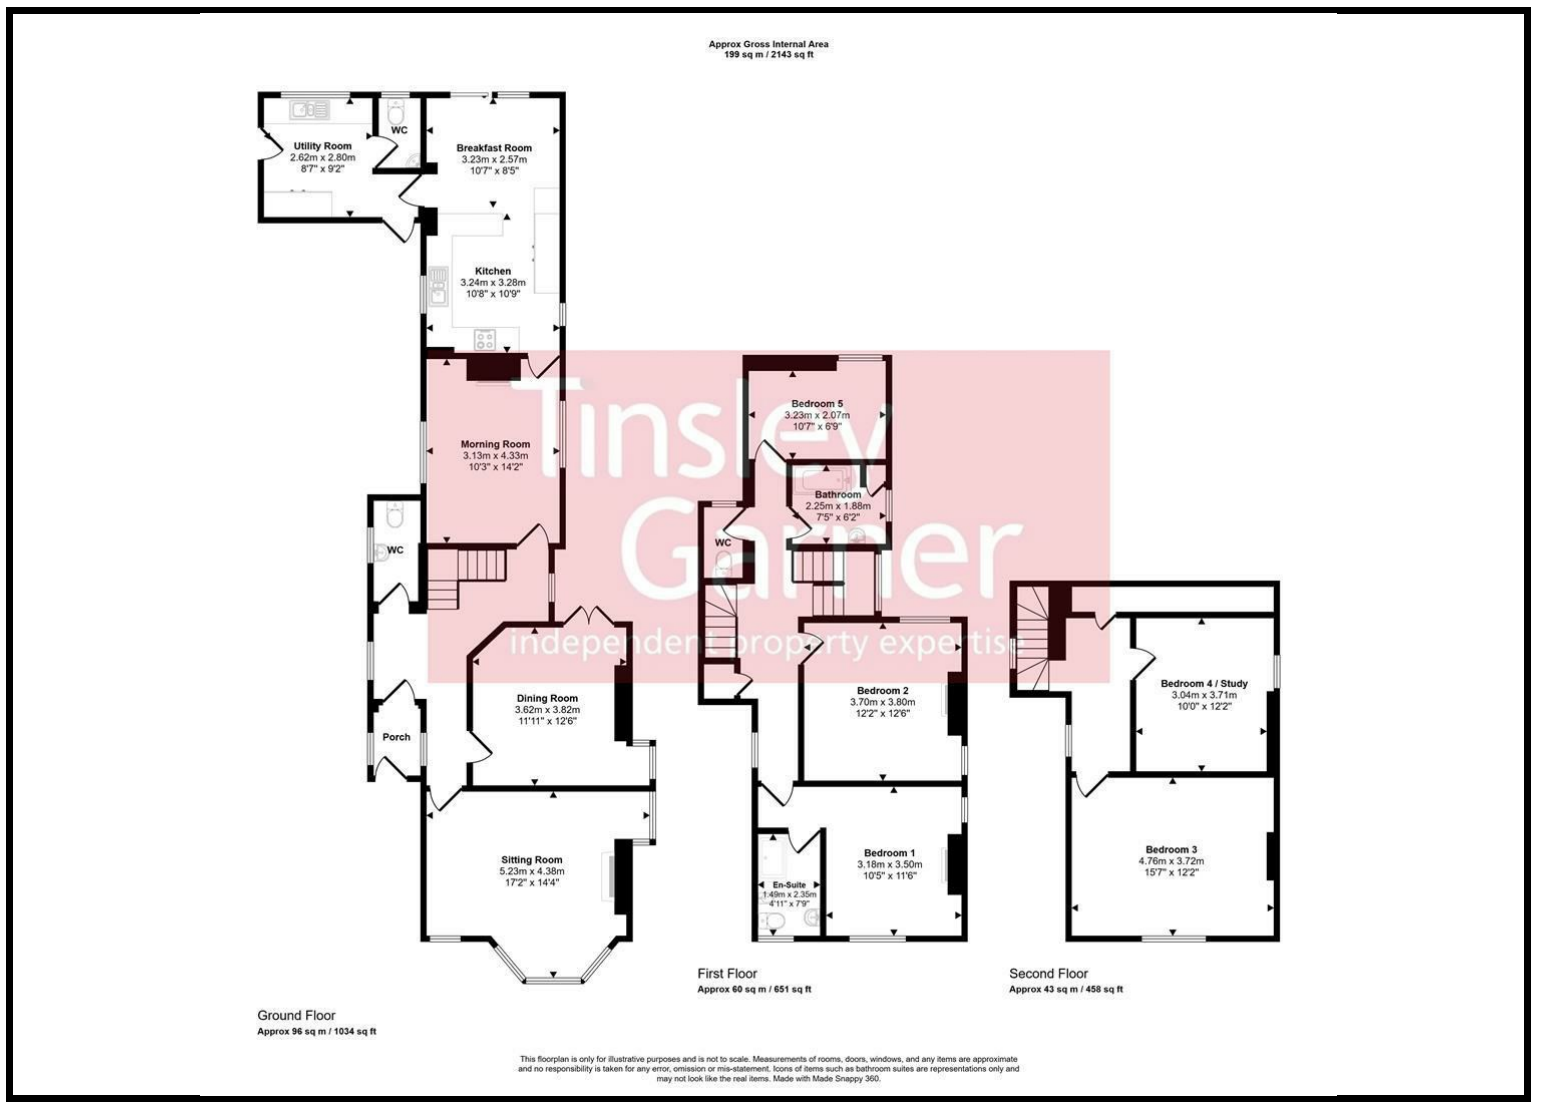 Approx Gross Internal Area
199 sq m / 2143 sq ft
WC
Utility Room
2.62m x 2.80m
8'7" x 9'2"
Breakfast Room
3.23m x 2.57m
10'7" x 8'5"
Kitchen
3.24m x 3.28m
10'8" x 10'9"
Morning Room
3.13m x 4.33m
10'3" x 14'2"
WC
Dining Room
3.62m x 3.82m
11'11" x 12'6"
Porch
Sitting Room
5.23m x 4.38m
17'2" x 14'4"
Tinsley
Garner
independent property expertise
Bedroom 5
3.23m x 2.07m
10'7" x 6'9"
Bathroom
2.25m x 1.88m
7'5" x 6'2"
WC
Bedroom 2
3.70m x 3.80m
12'2" x 12'6"
Bedroom 1
3.18m x 3.50m
10'5" x 11'6"
En-Suite
1.49m x 2.35m
4'11" x 7'9"
Bedroom 4 / Study
3.04m x 3.71m
10'0" x 12'2"
Bedroom 3
4.76m x 3.72m
15'7" x 12'2"
First Floor
Approx 60 sq m / 651 sq ft
Second Floor
Approx 43 sq m / 458 sq ft
Ground Floor
Approx 96 sq m / 1034 sq ft
This floorplan is only for illustrative purposes and is not to scale. Measurements of rooms, doors, windows, and any items are approximate
and no responsibility is taken for any error, omission or mis-statement. Icons of items such as bathroom suites are representations only and
may not look like the real items. Made with Made Snappy 360.